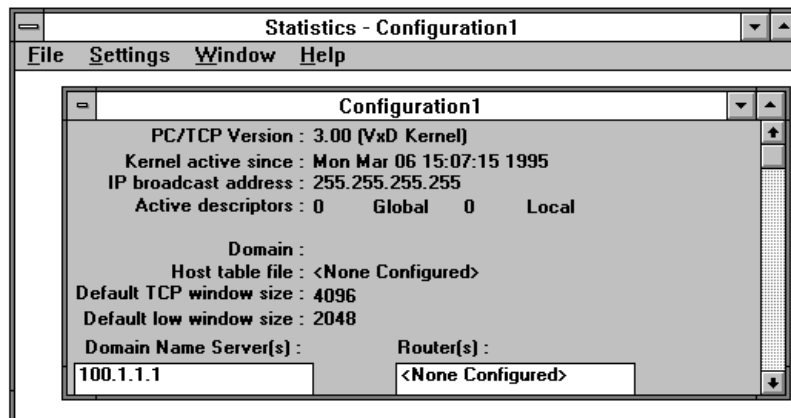 Statistics - Configuration1
File Settings Window Help
Configuration1
PC/TCP Version : 3.00 (VxD Kernel)
Kernel active since : Mon Mar 06 15:07:15 1995
IP broadcast address : 255.255.255.255
Active descriptors : 0 Global 0 Local
Domain :
Host table file : <None Configured>
Default TCP window size : 4096
Default low window size : 2048
Domain Name Server(s) : Router(s) :
100.1.1.1 <None Configured>